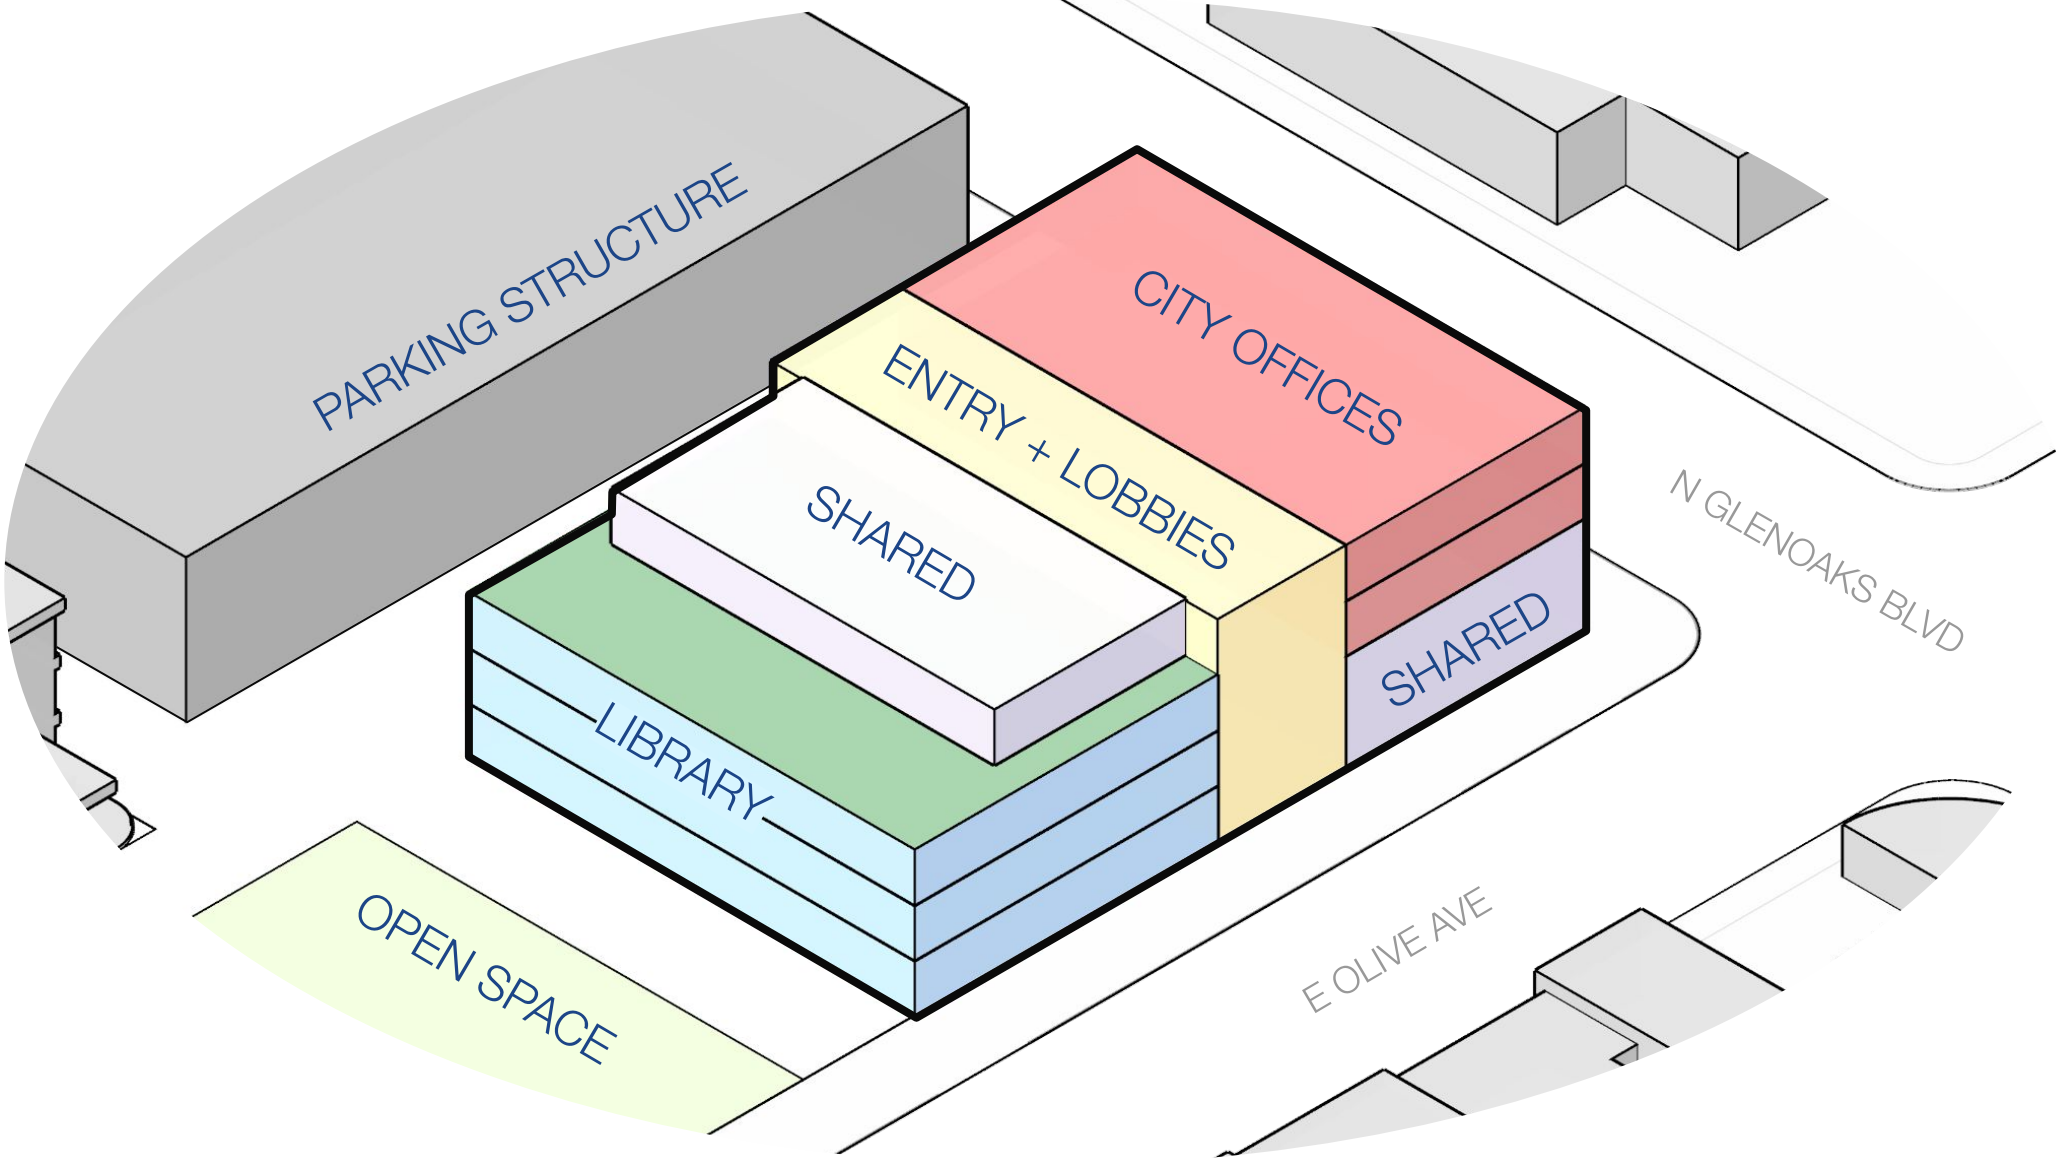 PARKING STRUCTURE
CITY OFFICES
ENTRY + LOBBIES
SHARED
N GLENOAKS BLVD
SHARED
LIBRARY
OPEN SPACE
E OLIVE AVE